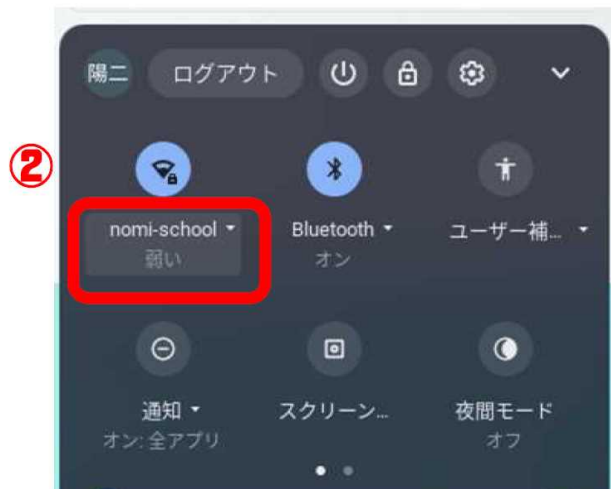 陽二 ログアウト
②
nomi-school Bluetooth ユーザー補...
弱い オン
通知 スクリーン... 夜間モード
オン: 全アプリ オフ